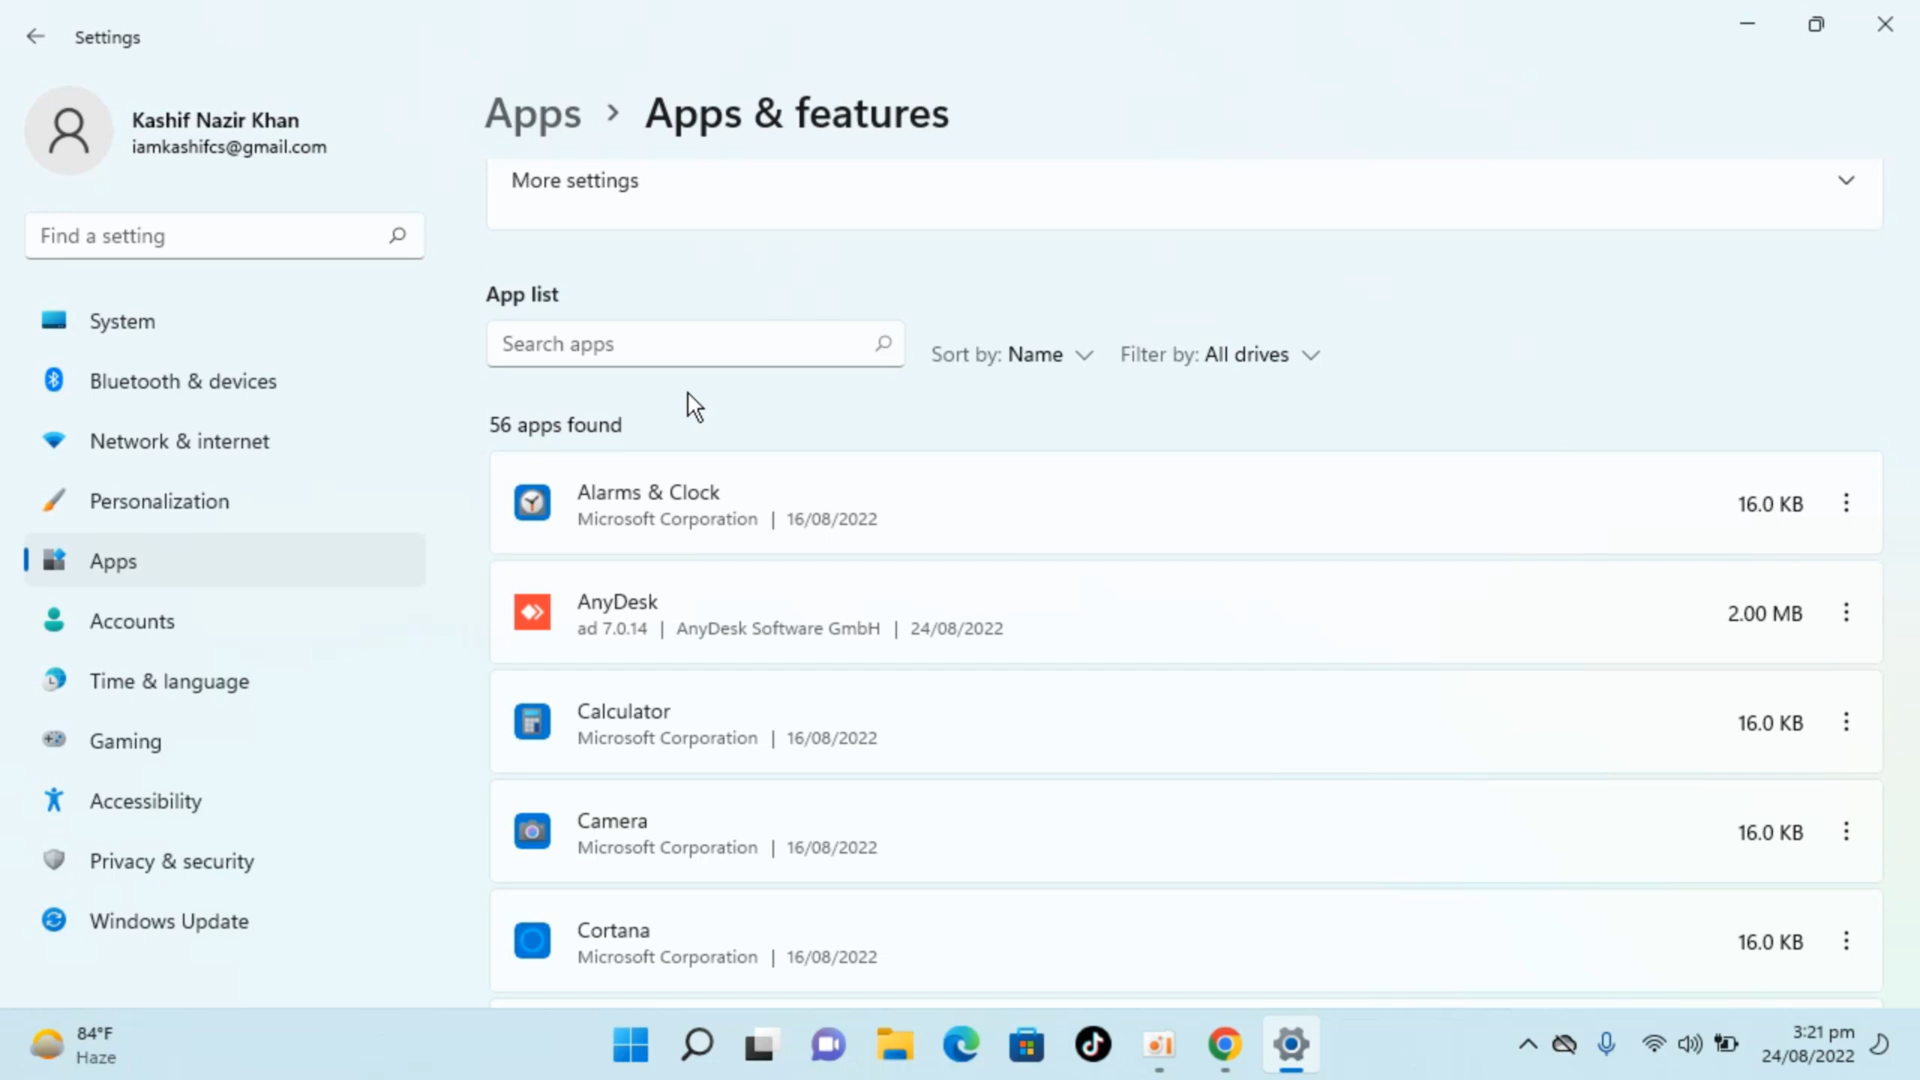 Settings
Kashif Nazir Khan
iamkashifcs@gmail.com
Find a setting
System
Bluetooth & devices
Network & internet
Personalization
Apps
Accounts
Time & language
Gaming
Accessibility
Privacy & security
Windows Update
Apps > Apps & features
More settings
App list
Search apps
Sort by: Name
Filter by: All drives
56 apps found
Alarms & Clock
Microsoft Corporation | 16/08/2022
16.0 KB
AnyDesk
ad 7.0.14 | AnyDesk Software GmbH | 24/08/2022
2.00 MB
Calculator
Microsoft Corporation | 16/08/2022
16.0 KB
Camera
Microsoft Corporation | 16/08/2022
16.0 KB
Cortana
Microsoft Corporation | 16/08/2022
16.0 KB
84°F
Haze
3:21 pm
24/08/2022